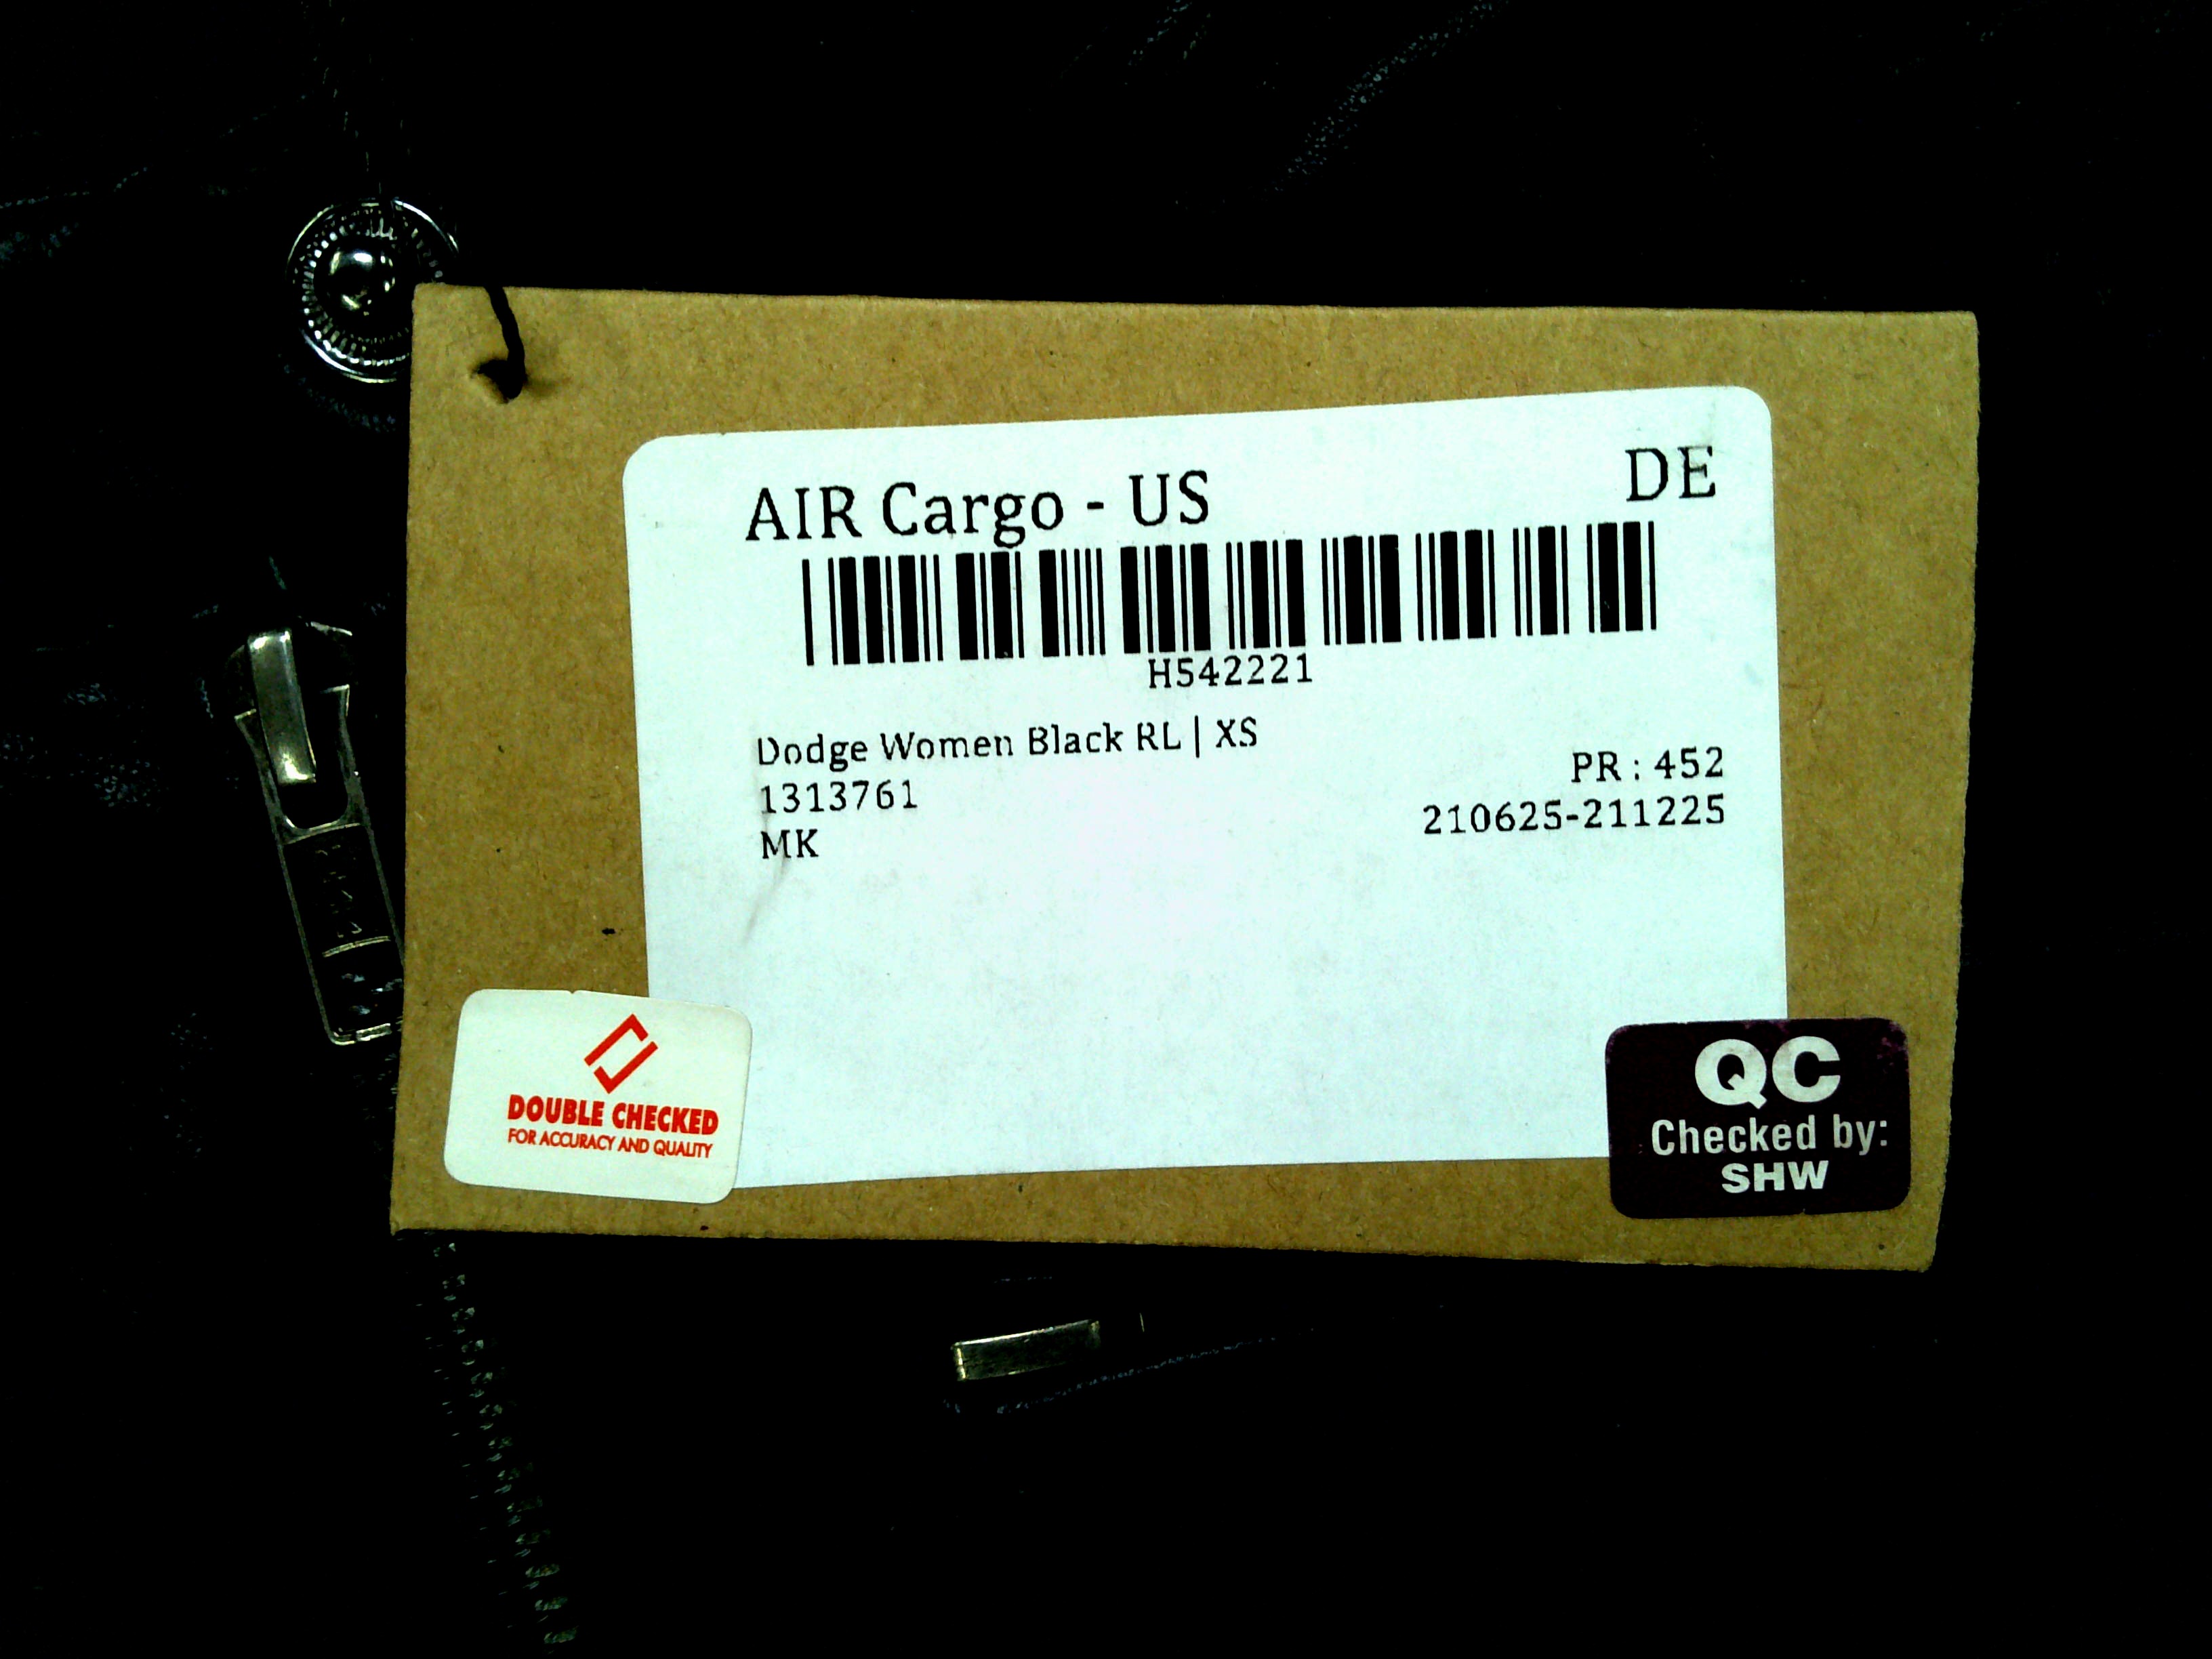 AIR Cargo - US
DE
H542221
Dodge Women Black RL | XS
1313761
PR : 452
MK
210625-211225
DOUBLE CHECKED
FOR ACCURACY AND QUALITY
QC
Checked by:
SHW